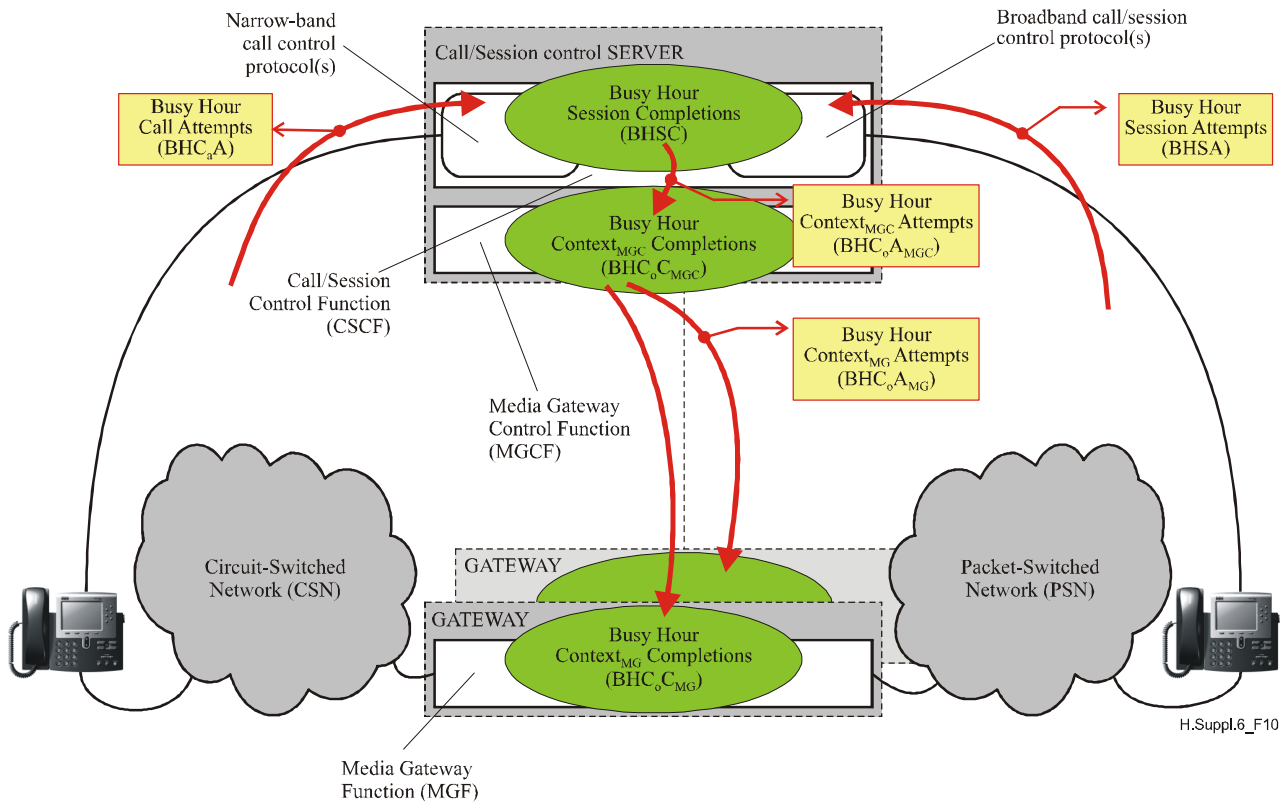 Narrow-band
call control
protocol(s)
Broadband call/session
control protocol(s)
Call/Session control SERVER
Busy Hour
Call Attempts
(BHCaA)
Busy Hour
Session Completions
(BHSC)
Busy Hour
Session Attempts
(BHSA)
Busy Hour
ContextMGC Attempts
(BHCoAMGC)
Busy Hour
ContextMGC Completions
(BHCoCMGC)
Call/Session
Control Function
(CSCF)
Busy Hour
ContextMG Attempts
(BHCoAMG)
Media Gateway
Control Function
(MGCF)
Circuit-Switched
Network (CSN)
GATEWAY
Packet-Switched
Network (PSN)
GATEWAY
Busy Hour
ContextMG Completions
(BHCoCMG)
H.Suppl.6_F10
Media Gateway
Function (MGF)